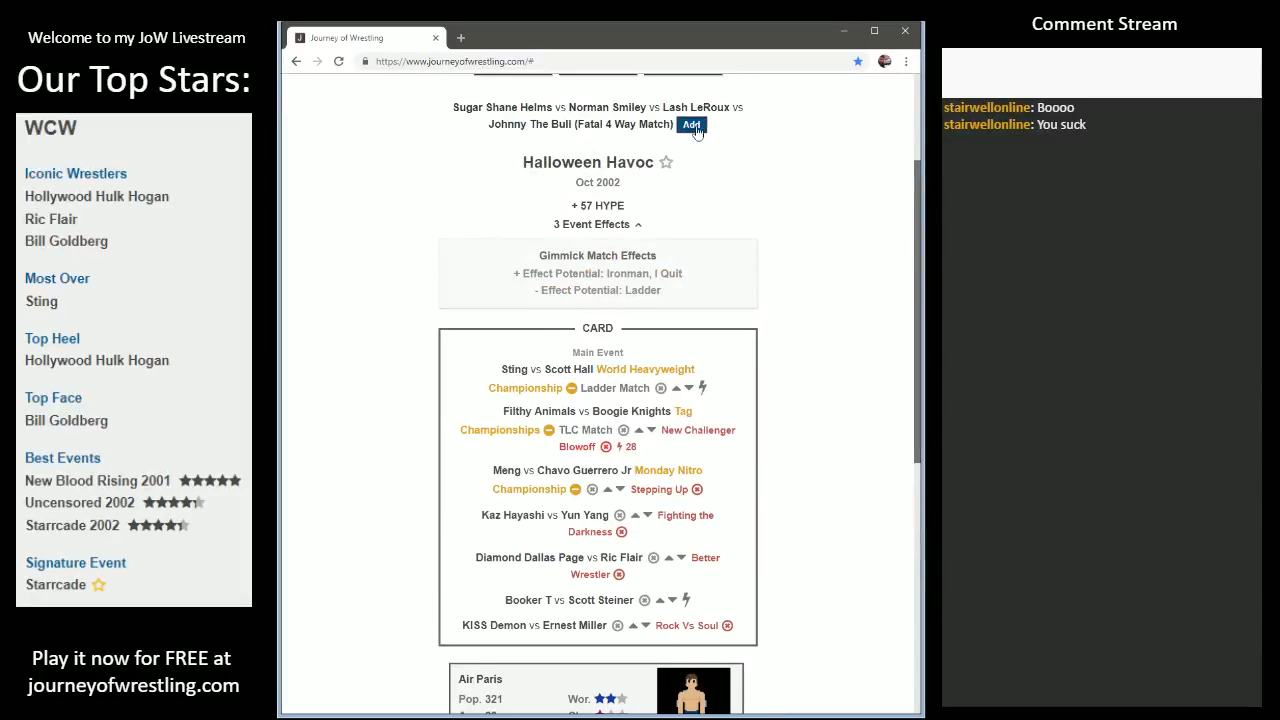 Welcome to my JoW Livestream
Our Top Stars:
WCW
Iconic Wrestlers
Hollywood Hulk Hogan
Ric Flair
Bill Goldberg
Most Over
Sting
Top Heel
Hollywood Hulk Hogan
Top Face
Bill Goldberg
Best Events
New Blood Rising 2001
Uncensored 2002
Starrcade 2002
Signature Event
Starrcade
Play it now for FREE at
journeyofwrestling.com
Journey of Wrestling
https://www.journeyofwrestling.com/#
Sugar Shane Helms vs Norman Smiley vs Lash LeRoux vs
Johnny The Bull (Fatal 4 Way Match) Add
Halloween Havoc
Oct 2002
+ 57 HYPE
3 Event Effects
Gimmick Match Effects
+ Effect Potential: Ironman, I Quit
- Effect Potential: Ladder
CARD
Main Event
Sting vs Scott Hall World Heavyweight
Championship Ladder Match
Filthy Animals vs Boogie Knights Tag
Championships TLC Match New Challenger
Blowoff 28
Meng vs Chavo Guerrero Jr Monday Nitro
Championship Stepping Up
Kaz Hayashi vs Yun Yang Fighting the
Darkness
Diamond Dallas Page vs Ric Flair Better
Wrestler
Booker T vs Scott Steiner
KISS Demon vs Ernest Miller Rock Vs Soul
Air Paris
Pop. 321 Wor.
Comment Stream
stairwellonline: Boooo
stairwellonline: You suck